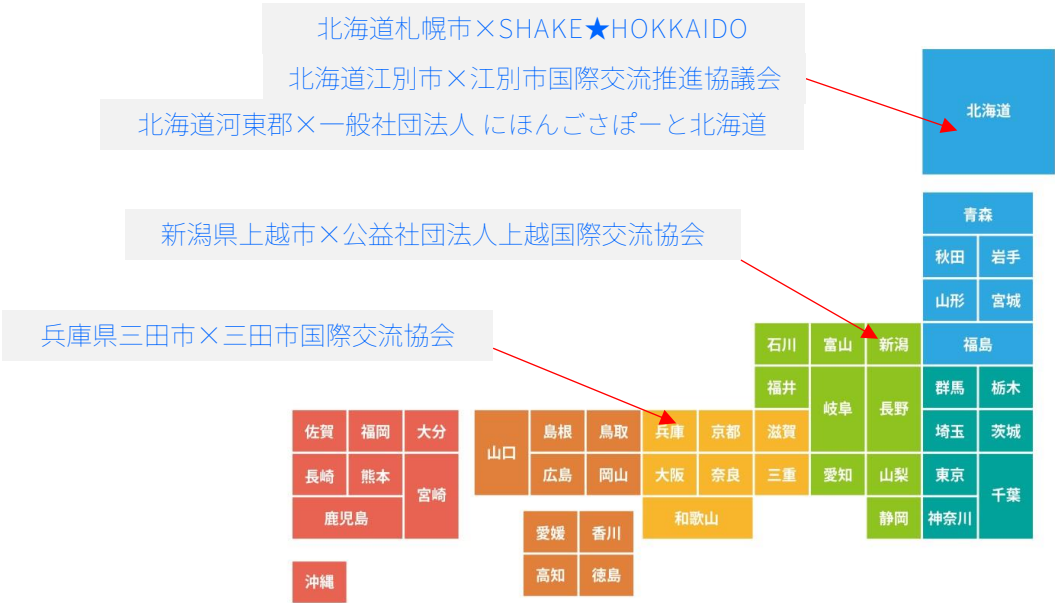 北海道札幌市×SHAKE★HOKKAIDO
北海道江別市×江別市国際交流推進協議会
北海道河東郡×一般社団法人 にほんごさぽーと北海道
新潟県上越市×公益社団法人上越国際交流協会
兵庫県三田市×三田市国際交流協会
北海道
青森
秋田 岩手
山形 宮城
石川 富山 新潟 福島
福井 岐阜 長野 群馬 栃木
佐賀 福岡 大分 山口 島根 鳥取 兵庫 京都 滋賀 埼玉 茨城
長崎 熊本 宮崎 広島 岡山 大阪 奈良 三重 愛知 山梨 東京 千葉
鹿児島 和歌山 静岡 神奈川
愛媛 香川
沖縄 高知 徳島